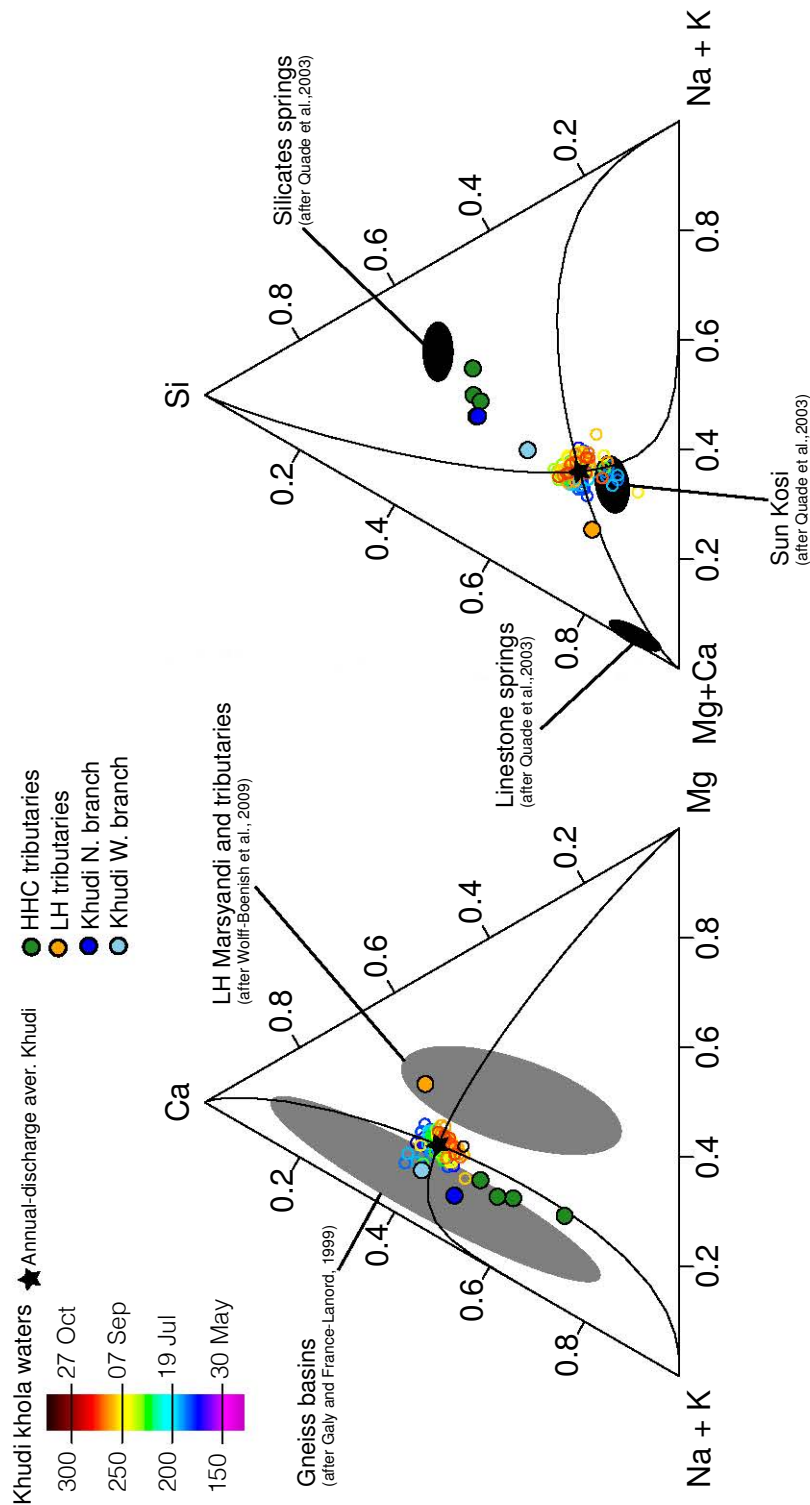 Khudi khola waters
Annual-discharge aver. Khudi
300
250
200
150
27 Oct
07 Sep
19 Jul
30 May
HHC tributaries
LH tributaries
Khudi N. branch
Khudi W. branch
Gneiss basins
(after Galy and France-Lanord, 1999)
LH Marsyandi and tributaries
(after Wolff-Boenish et al., 2009)
Ca
0.2
0.4
0.6
0.8
0.8
0.6
0.4
0.2
Na + K
0.2
0.4
0.6
0.8
Mg
Linestone springs
(after Quade et al.,2003)
Silicates springs
(after Quade et al.,2003)
Si
0.2
0.4
0.6
0.8
0.8
0.6
0.4
0.2
Mg+Ca
0.2
0.4
0.6
0.8
Na + K
Sun Kosi
(after Quade et al.,2003)